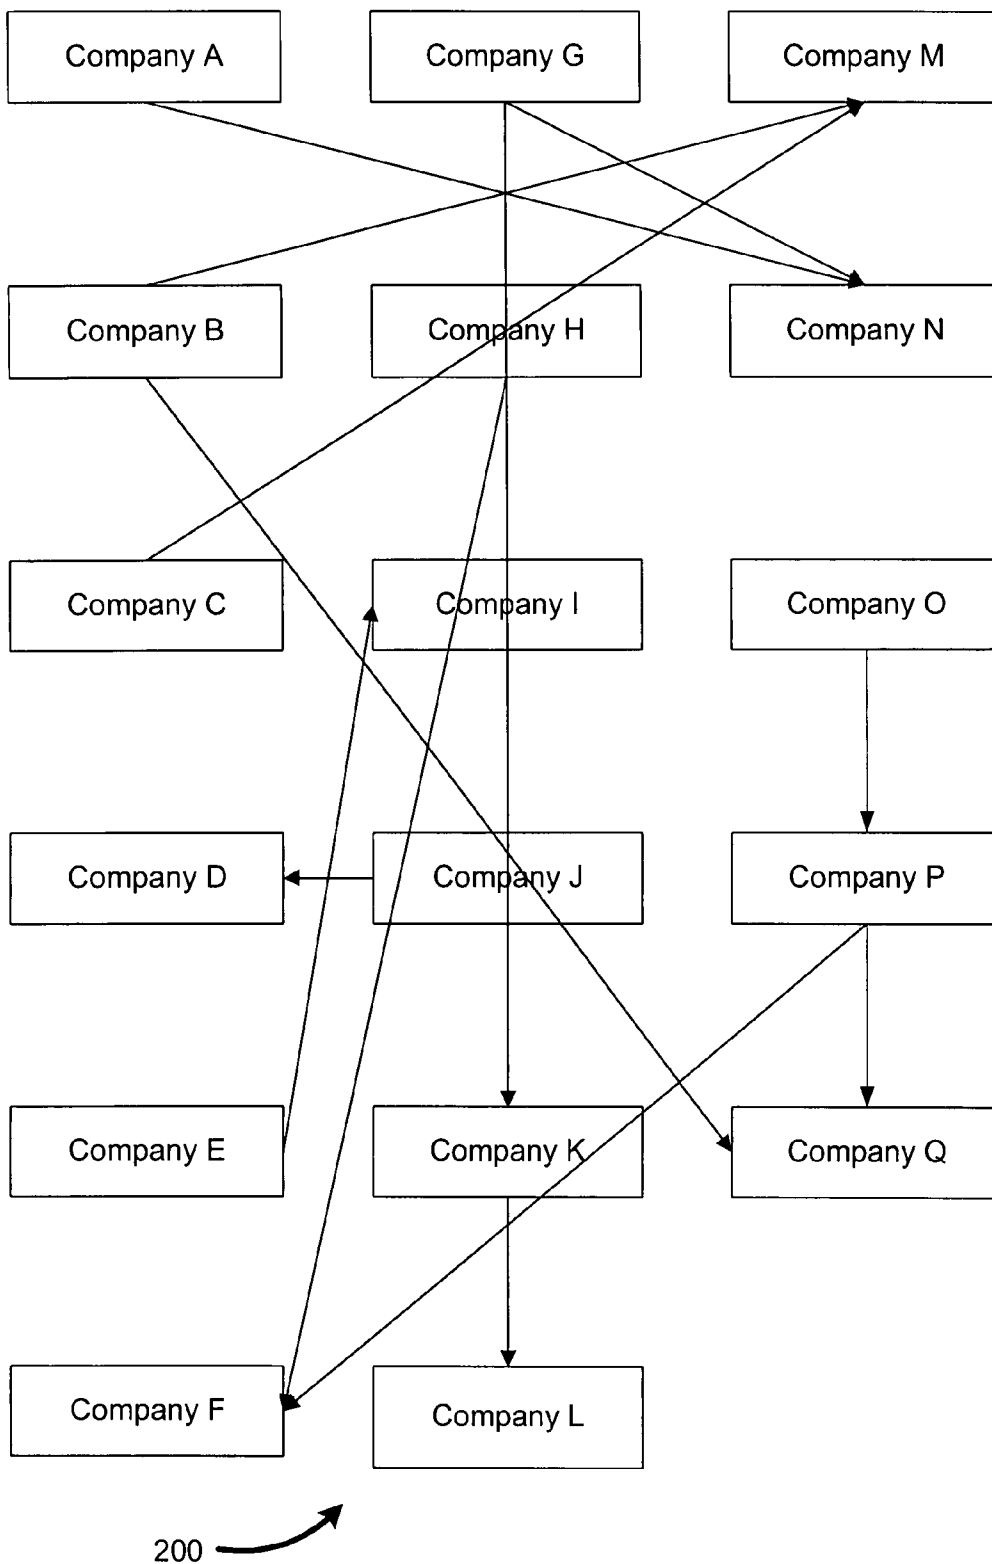 Company A
Company G
Company M
Company B
Company H
Company N
Company C
Company I
Company O
Company D
Company J
Company P
Company E
Company K
Company Q
Company F
Company L
200